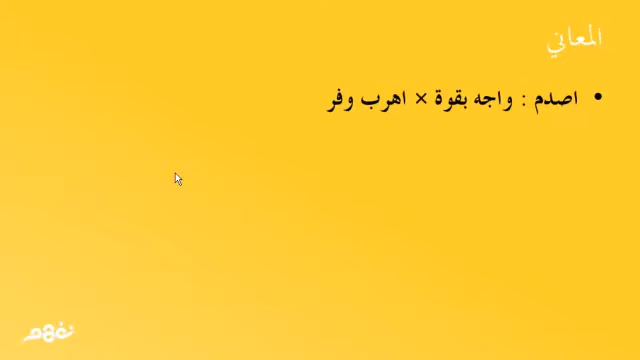 المعاني
• اصدم : واجه بقوة × اهرب وفر
نفهم